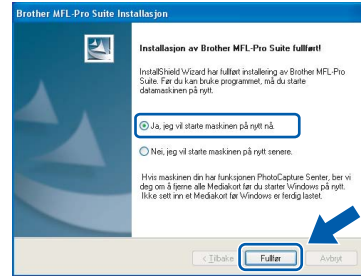 Brother MFL-Pro Suite Installasjon
Installasjon av Brother MFL-Pro Suite fullført!
InstallShield Wizard har fullført installering av Brother MFL-Pro
Suite. Før du kan bruke programmet, må du starte
datamaskinen på nytt.
Ja, jeg vil starte maskinen på nytt nå.
Nei, jeg vil starte maskinen på nytt senere.
Hvis maskinen din har funksjonen PhotoCapture Senter, ber vi
deg om å fjerne alle Mediakort før du starter Windows på nytt.
Ikke sett inn et Mediakort før Windows er ferdig lastet.
< Tilbake Fullfør Avbryt